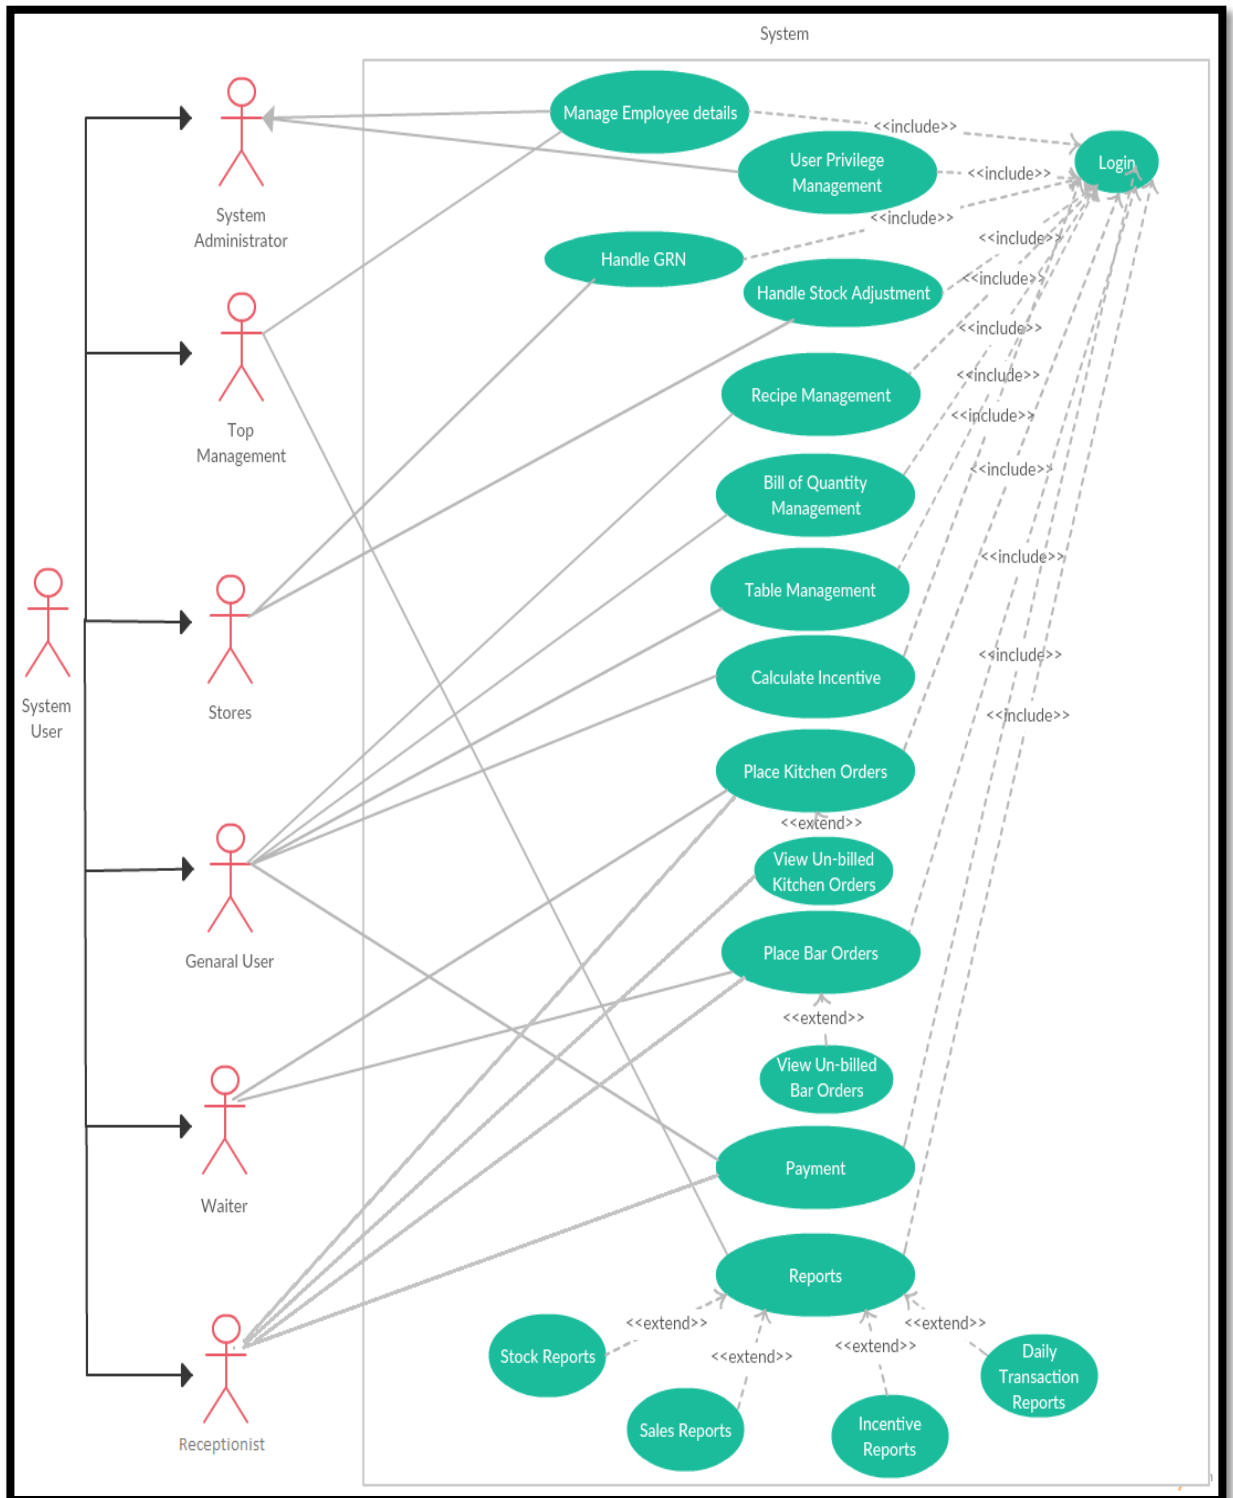 System
Manage Employee details
<<include>>
User Privilege
Management
Login
<<include>>
<<include>>
System
Administrator
Handle GRN
<<include>>
Handle Stock Adjustment
<<include>>
<<include>>
Top
Management
Recipe Management
<<include>>
<<include>>
Bill of Quantity
Management
<<include>>
<<include>>
Table Management
System
User
Stores
Calculate Incentive
<<include>>
<<include>>
Place Kitchen Orders
<<extend>>
View Un-billed
Kitchen Orders
Genaral User
Place Bar Orders
<<extend>>
View Un-billed
Bar Orders
Waiter
Payment
Reports
<<extend>>
<<extend>>
<<extend>>
<<extend>>
Stock Reports
Daily
Transaction
Reports
Sales Reports
Incentive
Reports
Receptionist